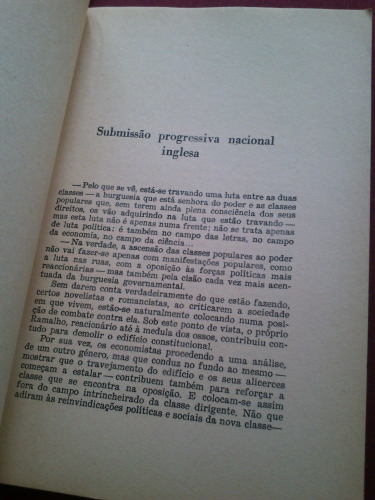 Submissão progressiva nacional
inglesa
— Pelo que se vê, está-se travando uma luta entre as duas
classes — a burguesia que está senhora do poder e as classes
populares que, sem terem ainda plena consciência dos seus
direitos, os vão adquirindo na luta que estão travando —
mas esta luta não é apenas numa frente; não se trata apenas
de luta política: é também no campo das letras, no campo
da economia, no campo da ciência...
— Na verdade, a ascensão das classes populares ao poder
não vai fazer-se apenas com manifestações populares, como
a luta nas ruas, com a oposição às forças políticas mais
reaccionárias — mas também pela cisão cada vez mais acen-
tuada da burguesia governamental.
Sem darem conta verdadeiramente do que estão fazendo,
certos novelistas e romancistas, ao criticarem a sociedade
em que vivem, estão-se naturalmente colocando numa posi-
ção de combate contra ela. Sob este ponto de vista, o próprio
Ramalho, reaccionário até à medula dos ossos, contribuiu con-
tudo para demolir o edifício constitucional.
Por sua vez, os economistas procedendo a uma análise,
de um outro género, mas que conduz no fundo ao mesmo —
mostrar que o travejamento do edifício e os seus alicerces
começam a estalar — contribuem também para reforçar a
classe que se encontra na oposição. E colocam-se assim
fora do campo intrincheirado da classe dirigente. Não que
adiram às reinvindicações políticas e sociais da nova classe —